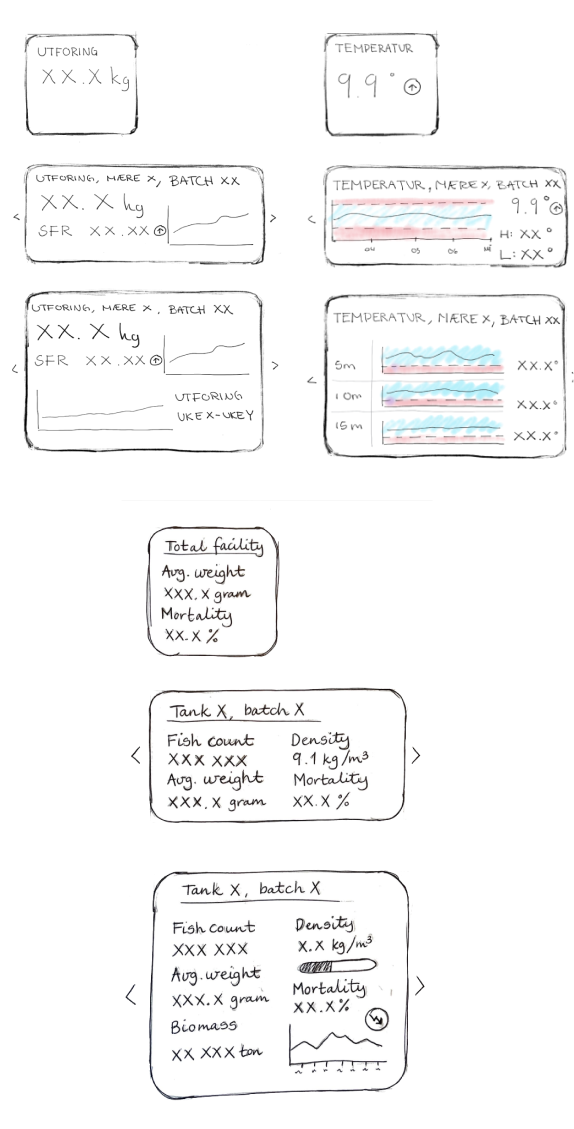 UTFORING
XX.X kg
TEMPERATUR
9.9°
UTFORING, MÆRE X, BATCH XX
XX.X kg
SFR XX.XX
TEMPERATUR, MÆRE X, BATCH XX
9.9°
H: XX°
L: XX°
04 05 06
UTFORING, MÆRE X, BATCH XX
XX.X kg
SFR XX.XX
UTFORING
UKE X-UKE Y
TEMPERATUR, MÆRE X, BATCH XX
5m XX.X°
10m XX.X°
15m XX.X°
Total facility
Avg. weight
XXX.X gram
Mortality
XX.X %
Tank X, batch X
Fish count Density
XXX XXX 9.1 kg/m³
Avg. weight Mortality
XXX.X gram XX.X %
Tank X, batch X
Fish count Density
XXX XXX X.X kg/m³
Avg. weight Mortality
XXX.X gram XX.X%
Biomass
XX XXX ton